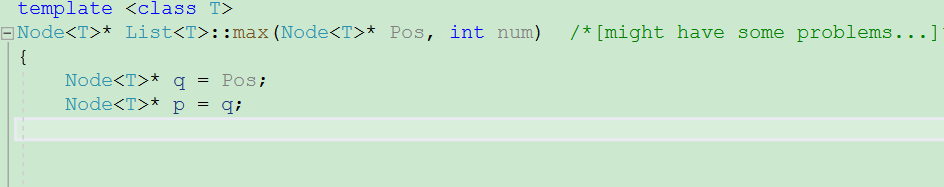 template <class T>
Node<T>* List<T>::max(Node<T>* Pos, int num)  /*[might have some problems...]*
{
    Node<T>* q = Pos;
    Node<T>* p = q;